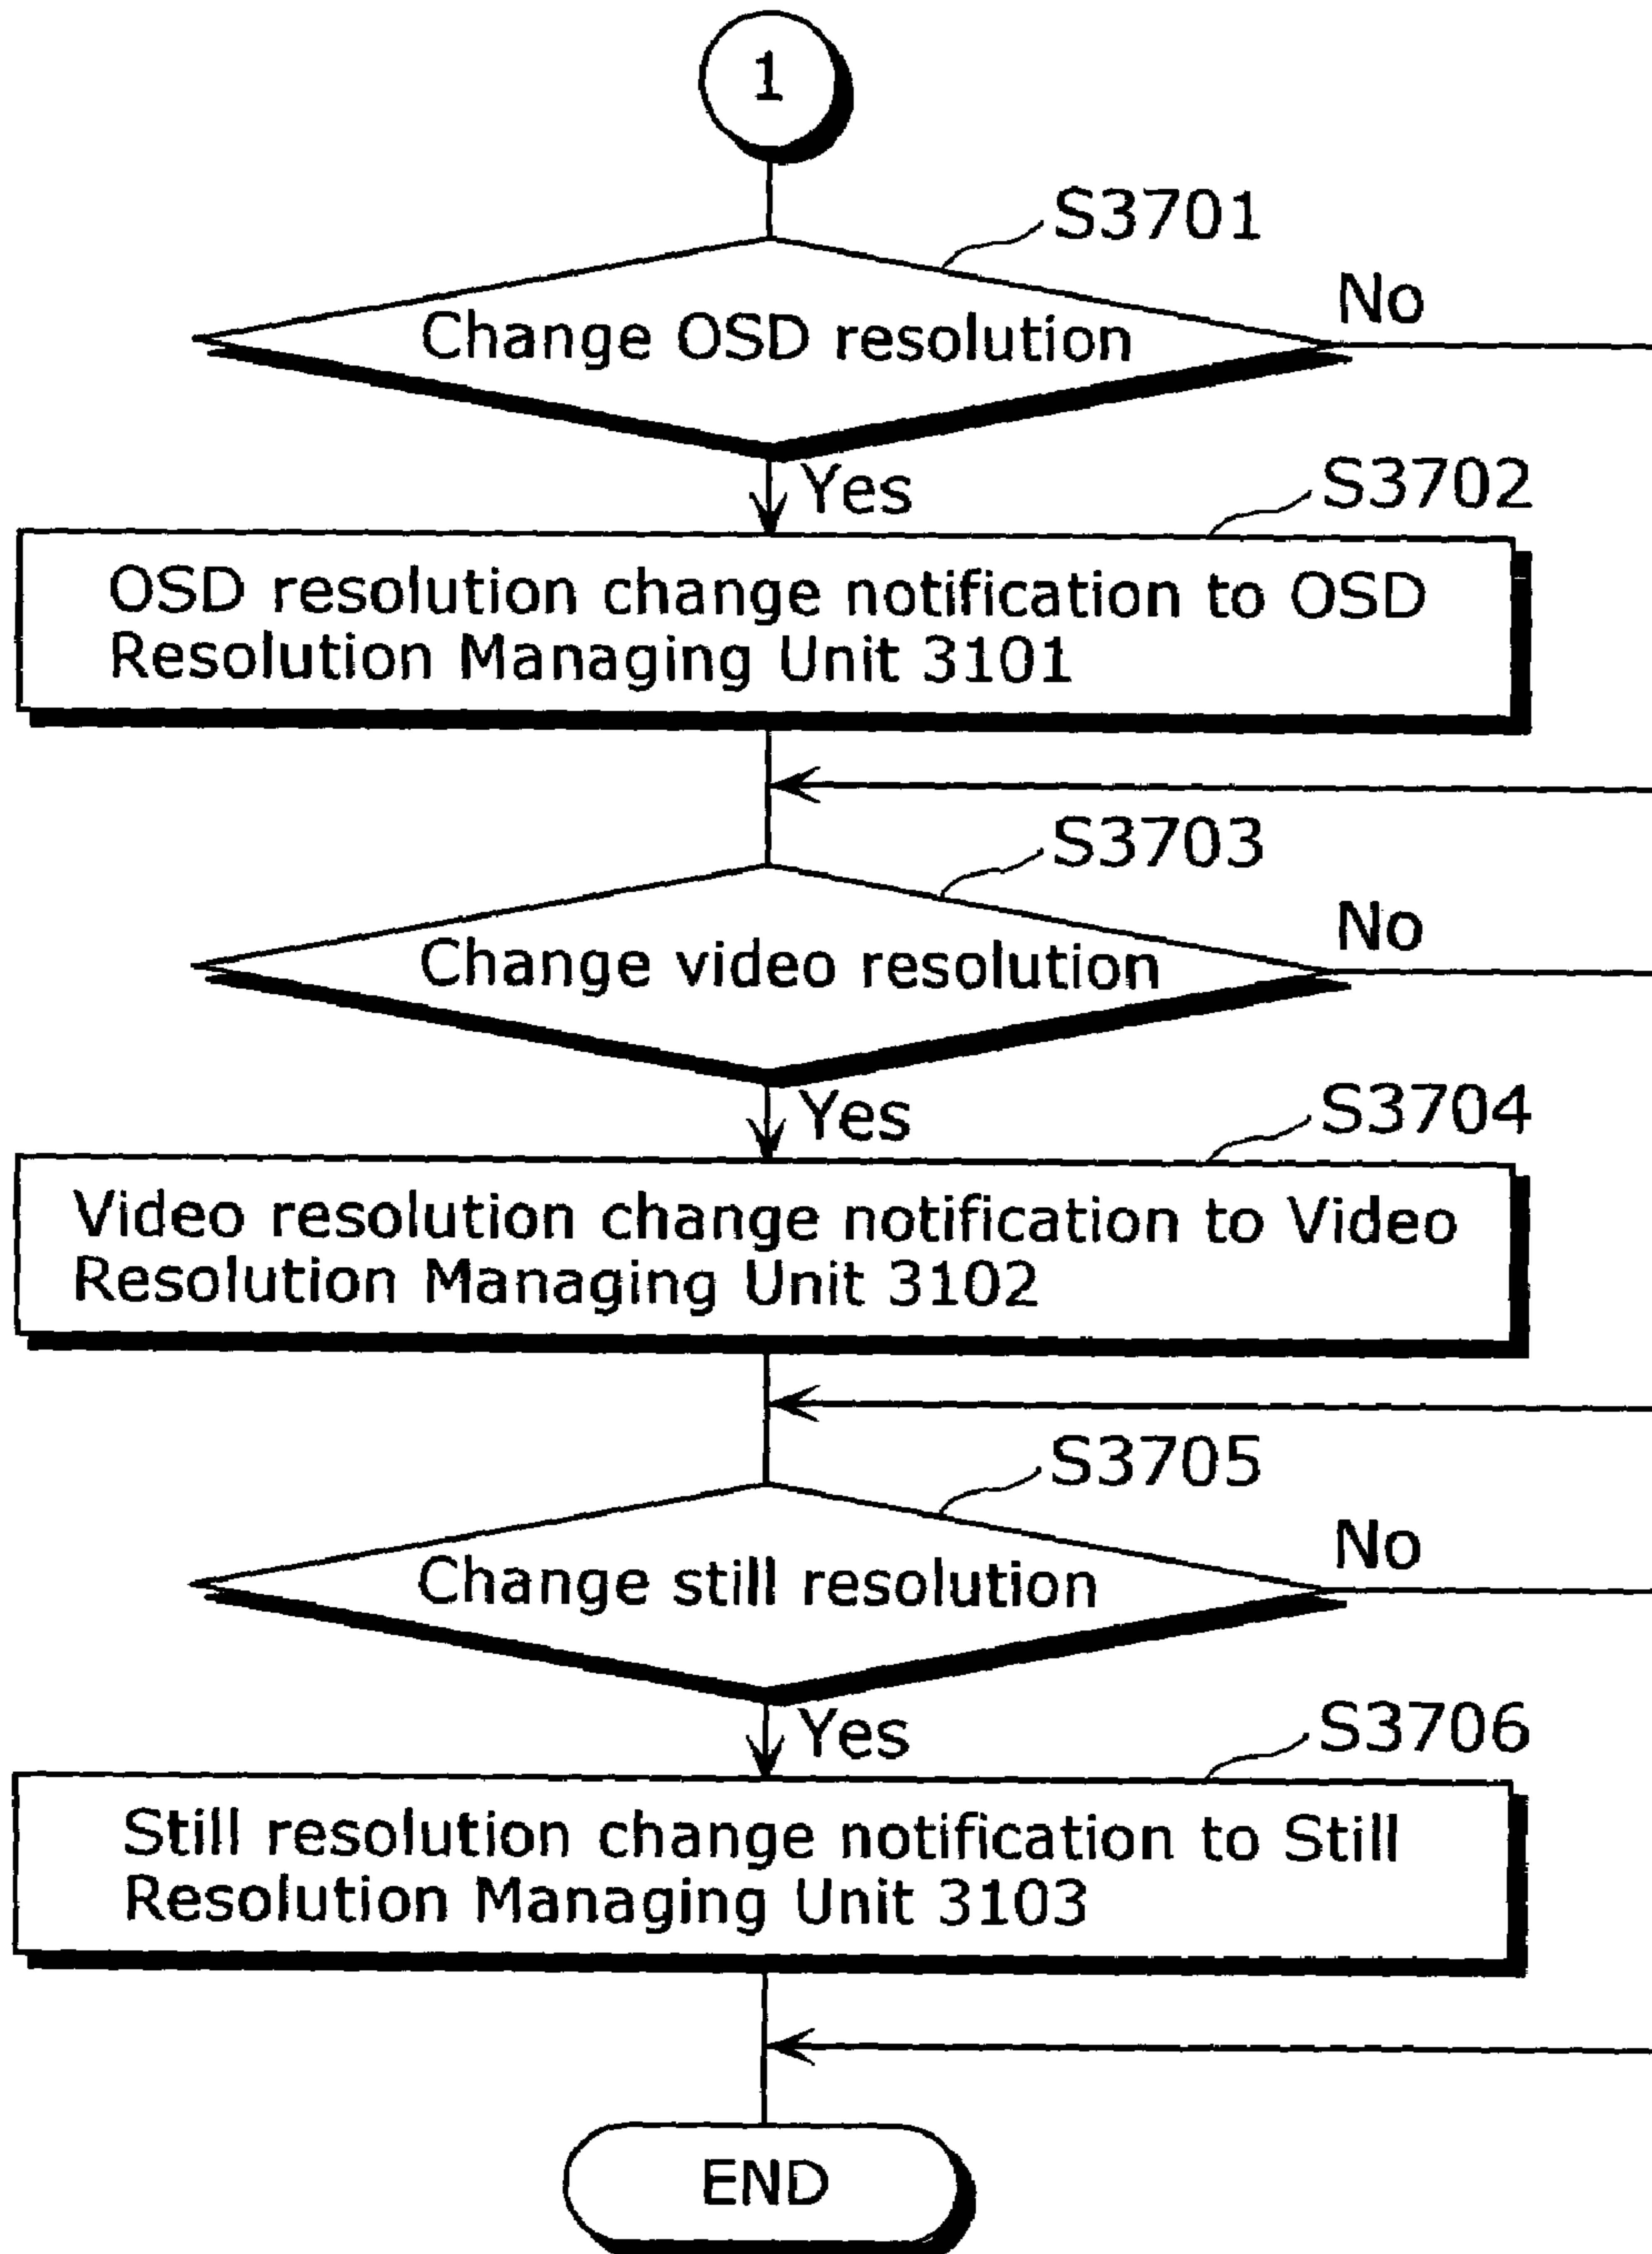 1
S3701
Change OSD resolution
No
Yes
S3702
OSD resolution change notification to OSD
Resolution Managing Unit 3101
S3703
Change video resolution
No
Yes
S3704
Video resolution change notification to Video
Resolution Managing Unit 3102
S3705
Change still resolution
No
Yes
S3706
Still resolution change notification to Still
Resolution Managing Unit 3103
END